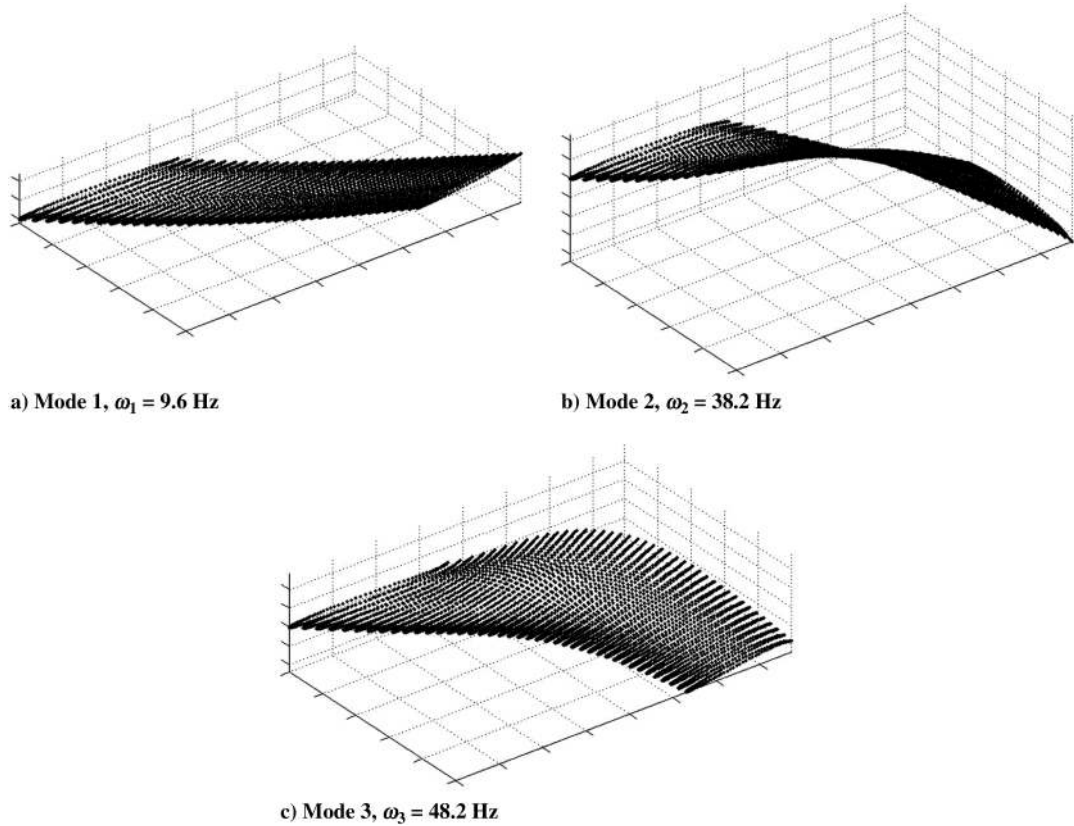 a) Mode 1, ω₁ = 9.6 Hz
b) Mode 2, ω₂ = 38.2 Hz
c) Mode 3, ω₃ = 48.2 Hz